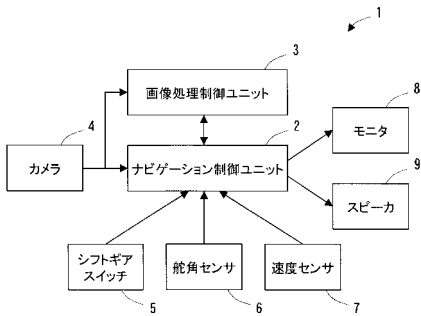 1
3
画像処理制御ユニット
4
カメラ
2
ナビゲーション制御ユニット
8
モニタ
9
スピーカ
シフトギア
スイッチ
5
舵角センサ
6
速度センサ
7